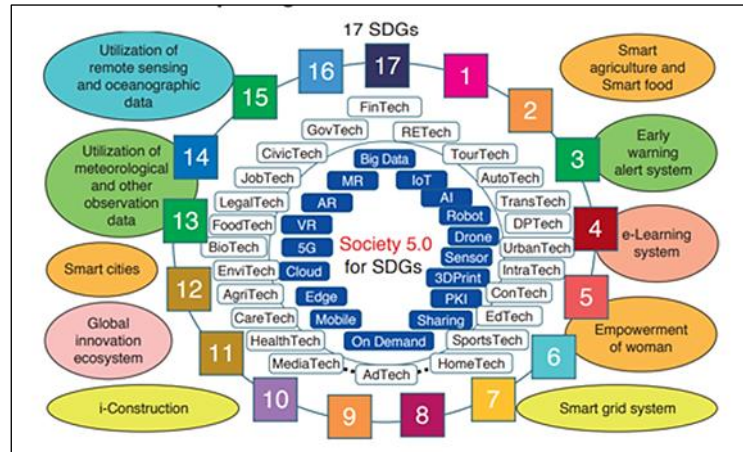 17 SDGs
Utilization of
remote sensing
and oceanographic
data
Utilization of
meteorological
and other
observation
data
Smart cities
Global
innovation
ecosystem
i-Construction
Smart
agriculture and
Smart food
Early
warning
alert system
e-Learning
system
Empowerment
of woman
Smart grid system
17
1
2
3
4
5
6
7
8
9
10
11
12
13
14
15
16
FinTech
RETech
TourTech
AutoTech
TransTech
DPTech
UrbanTech
IntraTech
ConTech
EdTech
SportsTech
HomeTech
AdTech
MediaTech
HealthTech
CareTech
AgriTech
EnviTech
BioTech
FoodTech
LegalTech
JobTech
CivicTech
GovTech
Big Data
IoT
AI
Robot
Drone
Sensor
3DPrint
PKI
Sharing
On Demand
Mobile
Edge
Cloud
5G
VR
AR
MR
Society 5.0
for SDGs